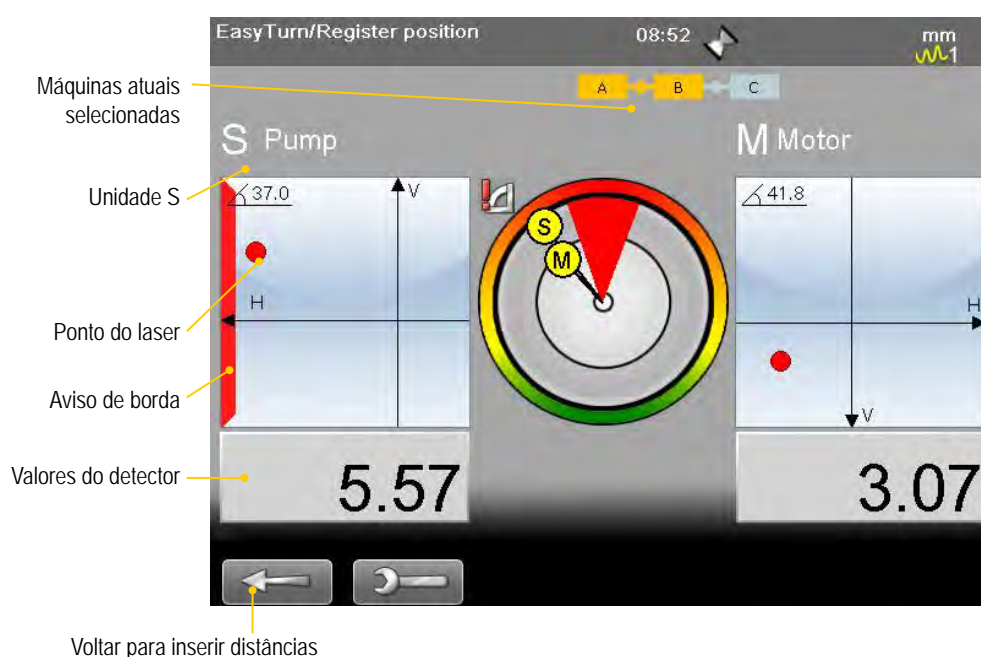 EasyTurn/Register position 08:52 mm
1
Máquinas atuais
selecionadas
A B C
S Pump
M Motor
Unidade S
37.0 V
41.8
S
M
H
H
Ponto do laser
Aviso de borda
V
Valores do detector
5.57
3.07
Voltar para inserir distâncias